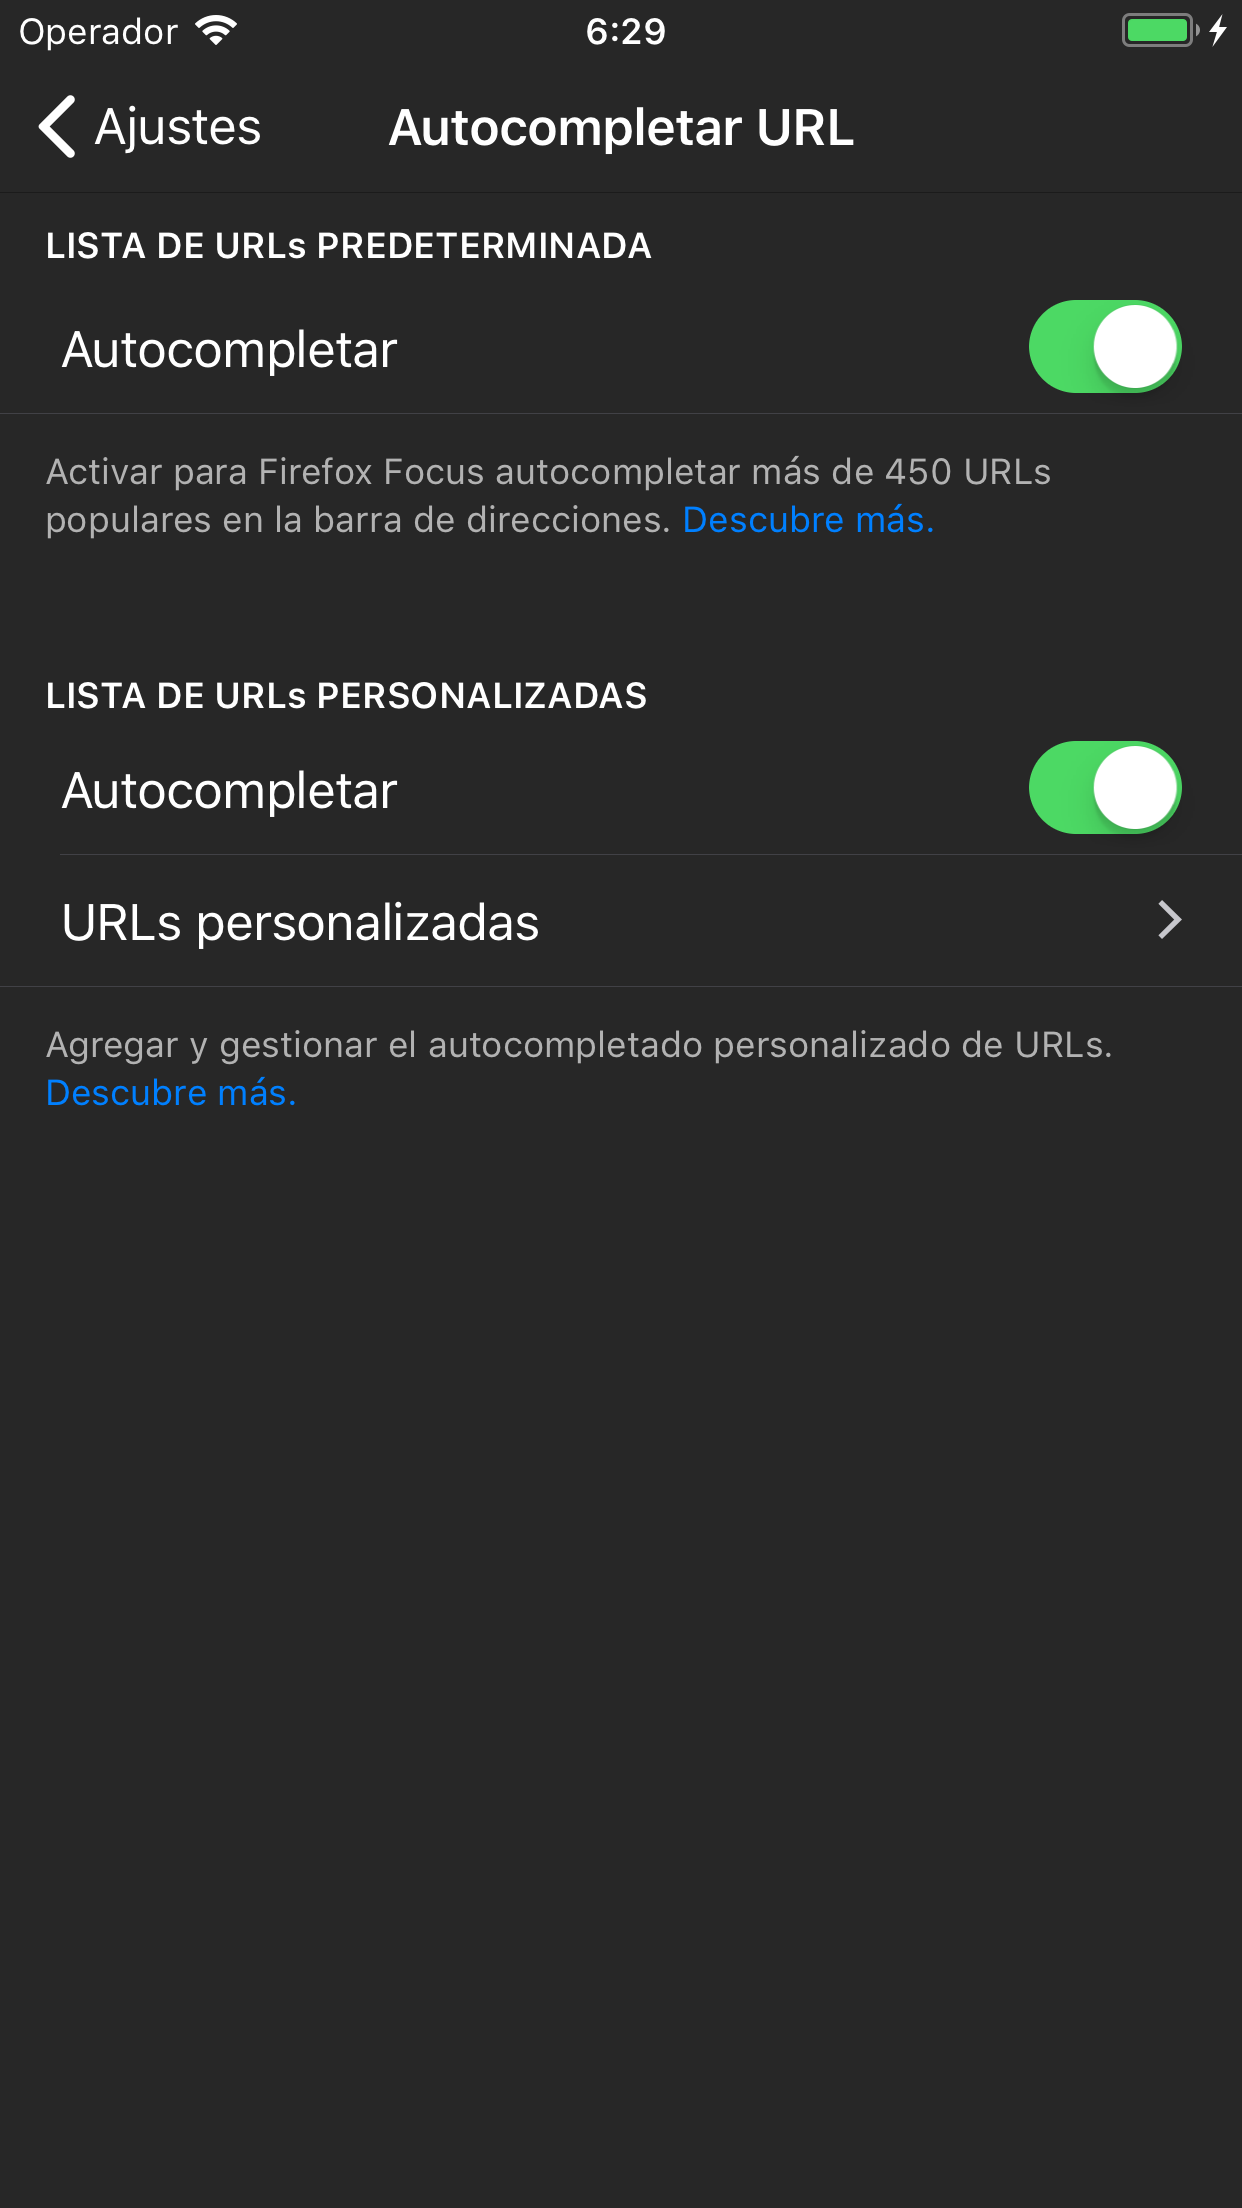 Operador
6:29
Ajustes
Autocompletar URL
LISTA DE URLs PREDETERMINADA
Autocompletar
Activar para Firefox Focus autocompletar más de 450 URLs
populares en la barra de direcciones. Descubre más.
LISTA DE URLs PERSONALIZADAS
Autocompletar
URLs personalizadas
Agregar y gestionar el autocompletado personalizado de URLs.
Descubre más.